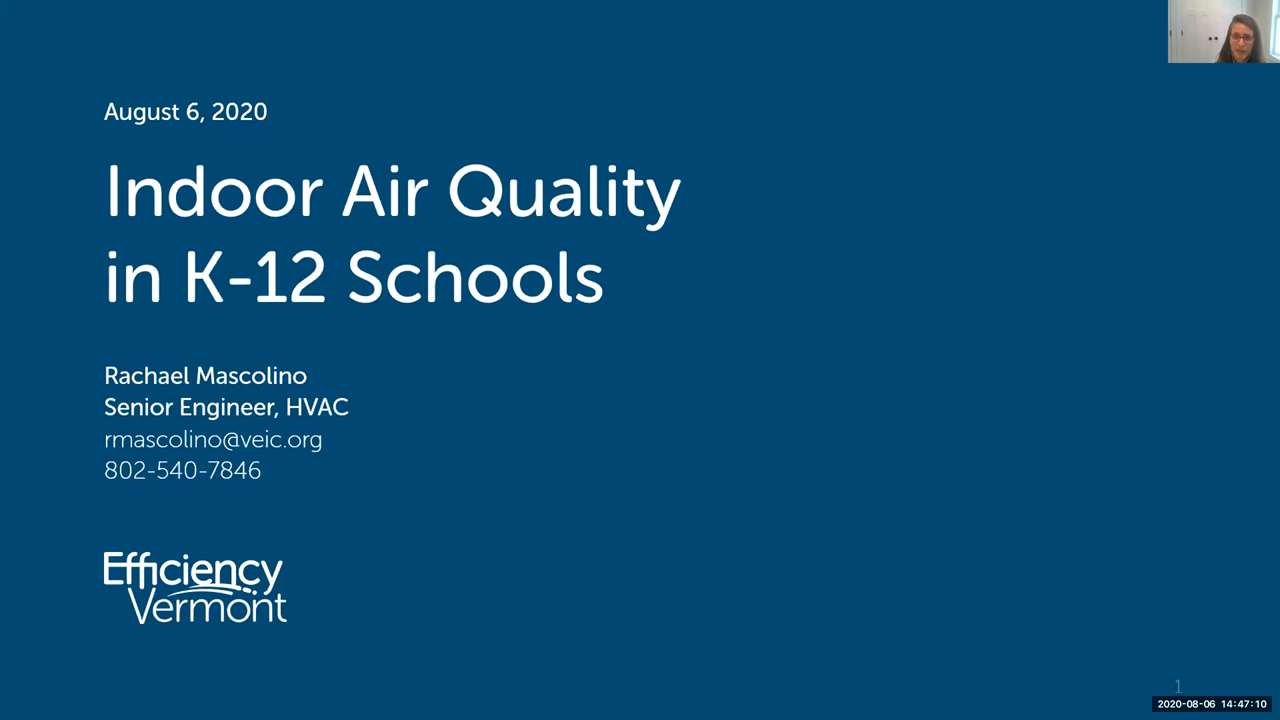 August 6, 2020
Indoor Air Quality
in K-12 Schools
Rachael Mascolino
Senior Engineer, HVAC
rmascolino@veic.org
802-540-7846
Efficiency
Vermont
1
2020-08-06 14:47:10